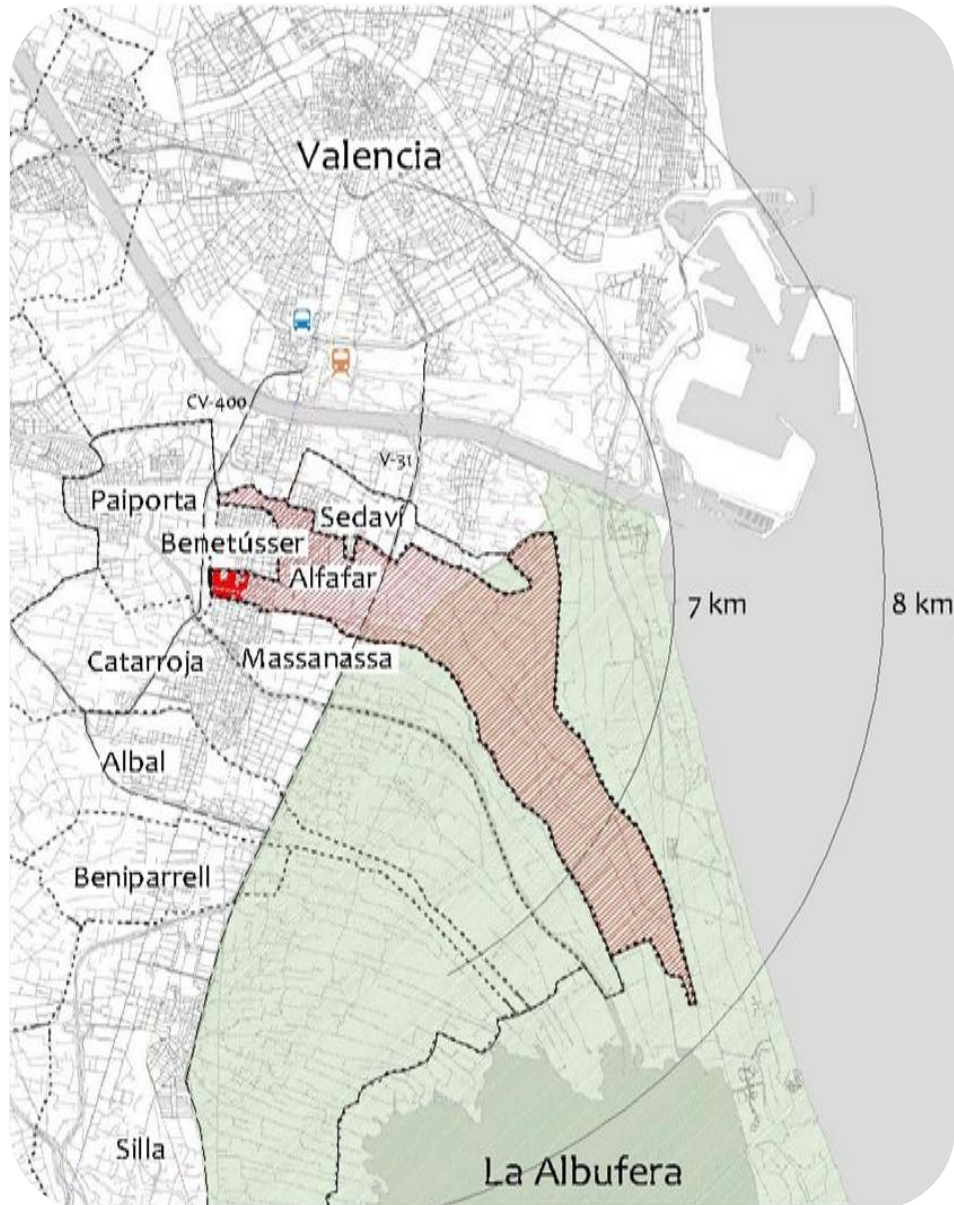 Valencia
CV-400
V-31
Paiporta
Sedaví
Benetússer
Alfafar
7 km
8 km
Catarroja
Massanassa
Albal
Beniparrell
Silla
La Albufera